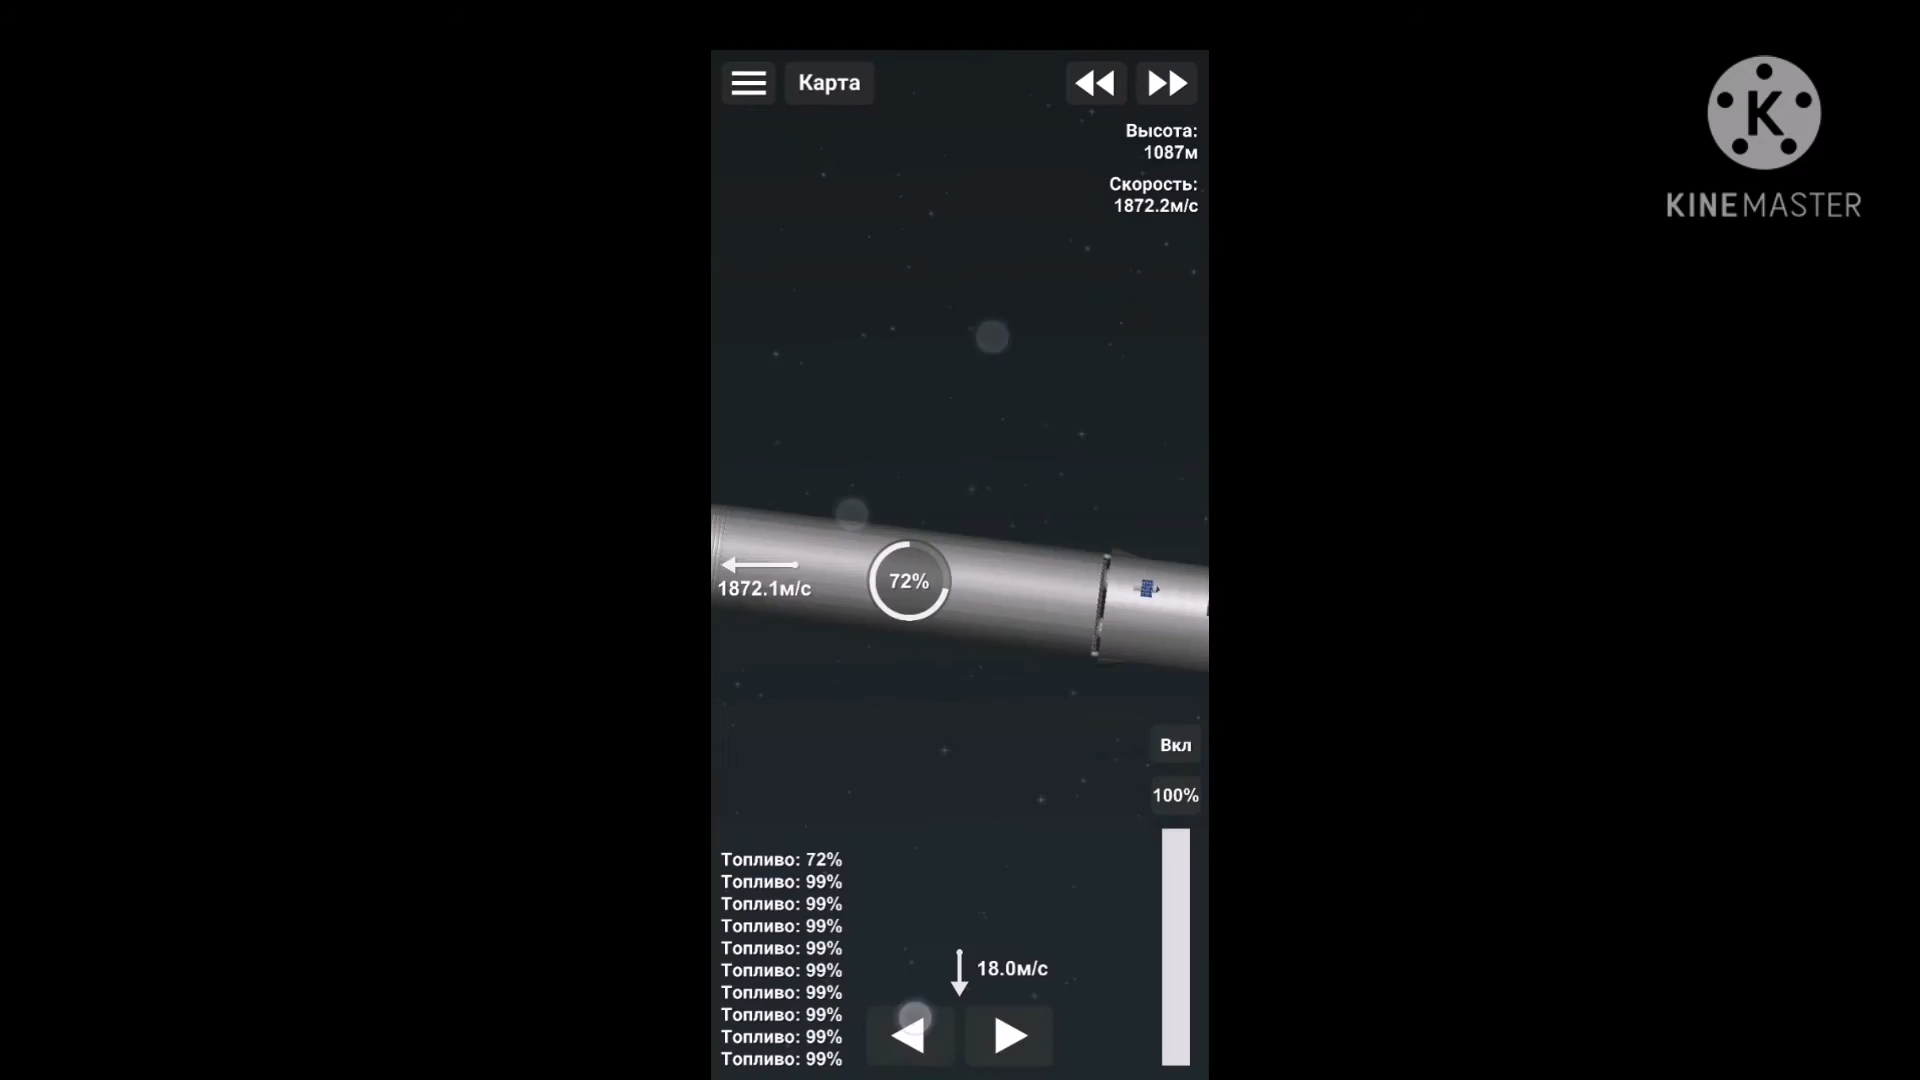 Карта
Высота:
1087м
Скорость:
1872.2м/с
K
KINEMASTER
1872.1м/с
72%
Вкл
100%
Топливо: 72%
Топливо: 99%
Топливо: 99%
Топливо: 99%
Топливо: 99%
Топливо: 99%
Топливо: 99%
Топливо: 99%
Топливо: 99%
Топливо: 99%
18.0м/с